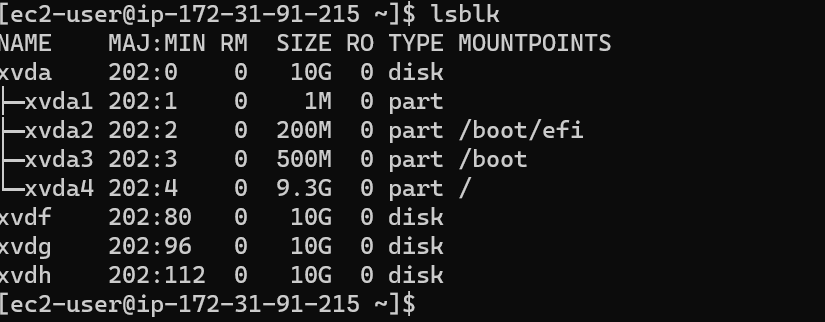 [ec2-user@ip-172-31-91-215 ~]$ lsblk
NAME    MAJ:MIN RM  SIZE RO TYPE MOUNTPOINTS
xvda    202:0    0   10G  0 disk
├─xvda1 202:1    0    1M  0 part
├─xvda2 202:2    0  200M  0 part /boot/efi
├─xvda3 202:3    0  500M  0 part /boot
└─xvda4 202:4    0  9.3G  0 part /
xvdf    202:80   0   10G  0 disk
xvdg    202:96   0   10G  0 disk
xvdh    202:112  0   10G  0 disk
[ec2-user@ip-172-31-91-215 ~]$